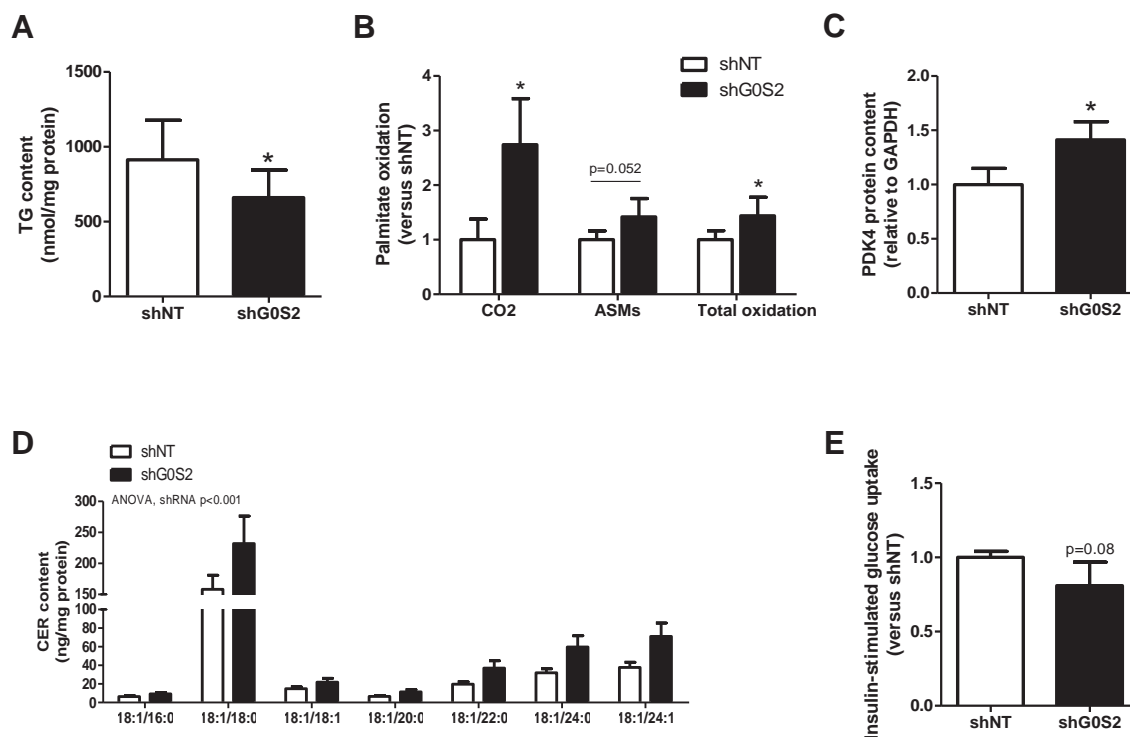 A
1500
1000
500
0
TG content
(nmol/mg protein)
*
shNT
shG0S2
B
shNT
shG0S2
4
3
2
1
0
Palmitate oxidation
(versus shNT)
*
p=0.052
*
CO2
ASMs
Total oxidation
C
2.0
1.5
1.0
0.5
0.0
PDK4 protein content
(relative to GAPDH)
*
shNT
shG0S2
D
shNT
shG0S2
ANOVA, shRNA p<0.001
300
250
200
150
100
80
60
40
20
0
CER content
(ng/mg protein)
18:1/16:0
18:1/18:0
18:1/18:1
18:1/20:0
18:1/22:0
18:1/24:0
18:1/24:1
E
1.5
1.0
0.5
0.0
Insulin-stimulated glucose uptake
(versus shNT)
p=0.08
shNT
shG0S2